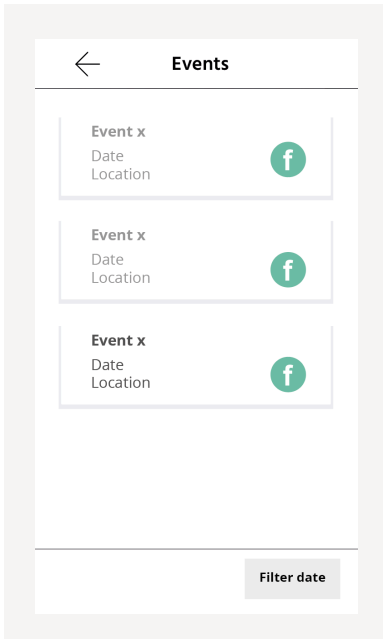 Events
Event x
Date
Location
f
Event x
Date
Location
f
Event x
Date
Location
f
Filter date